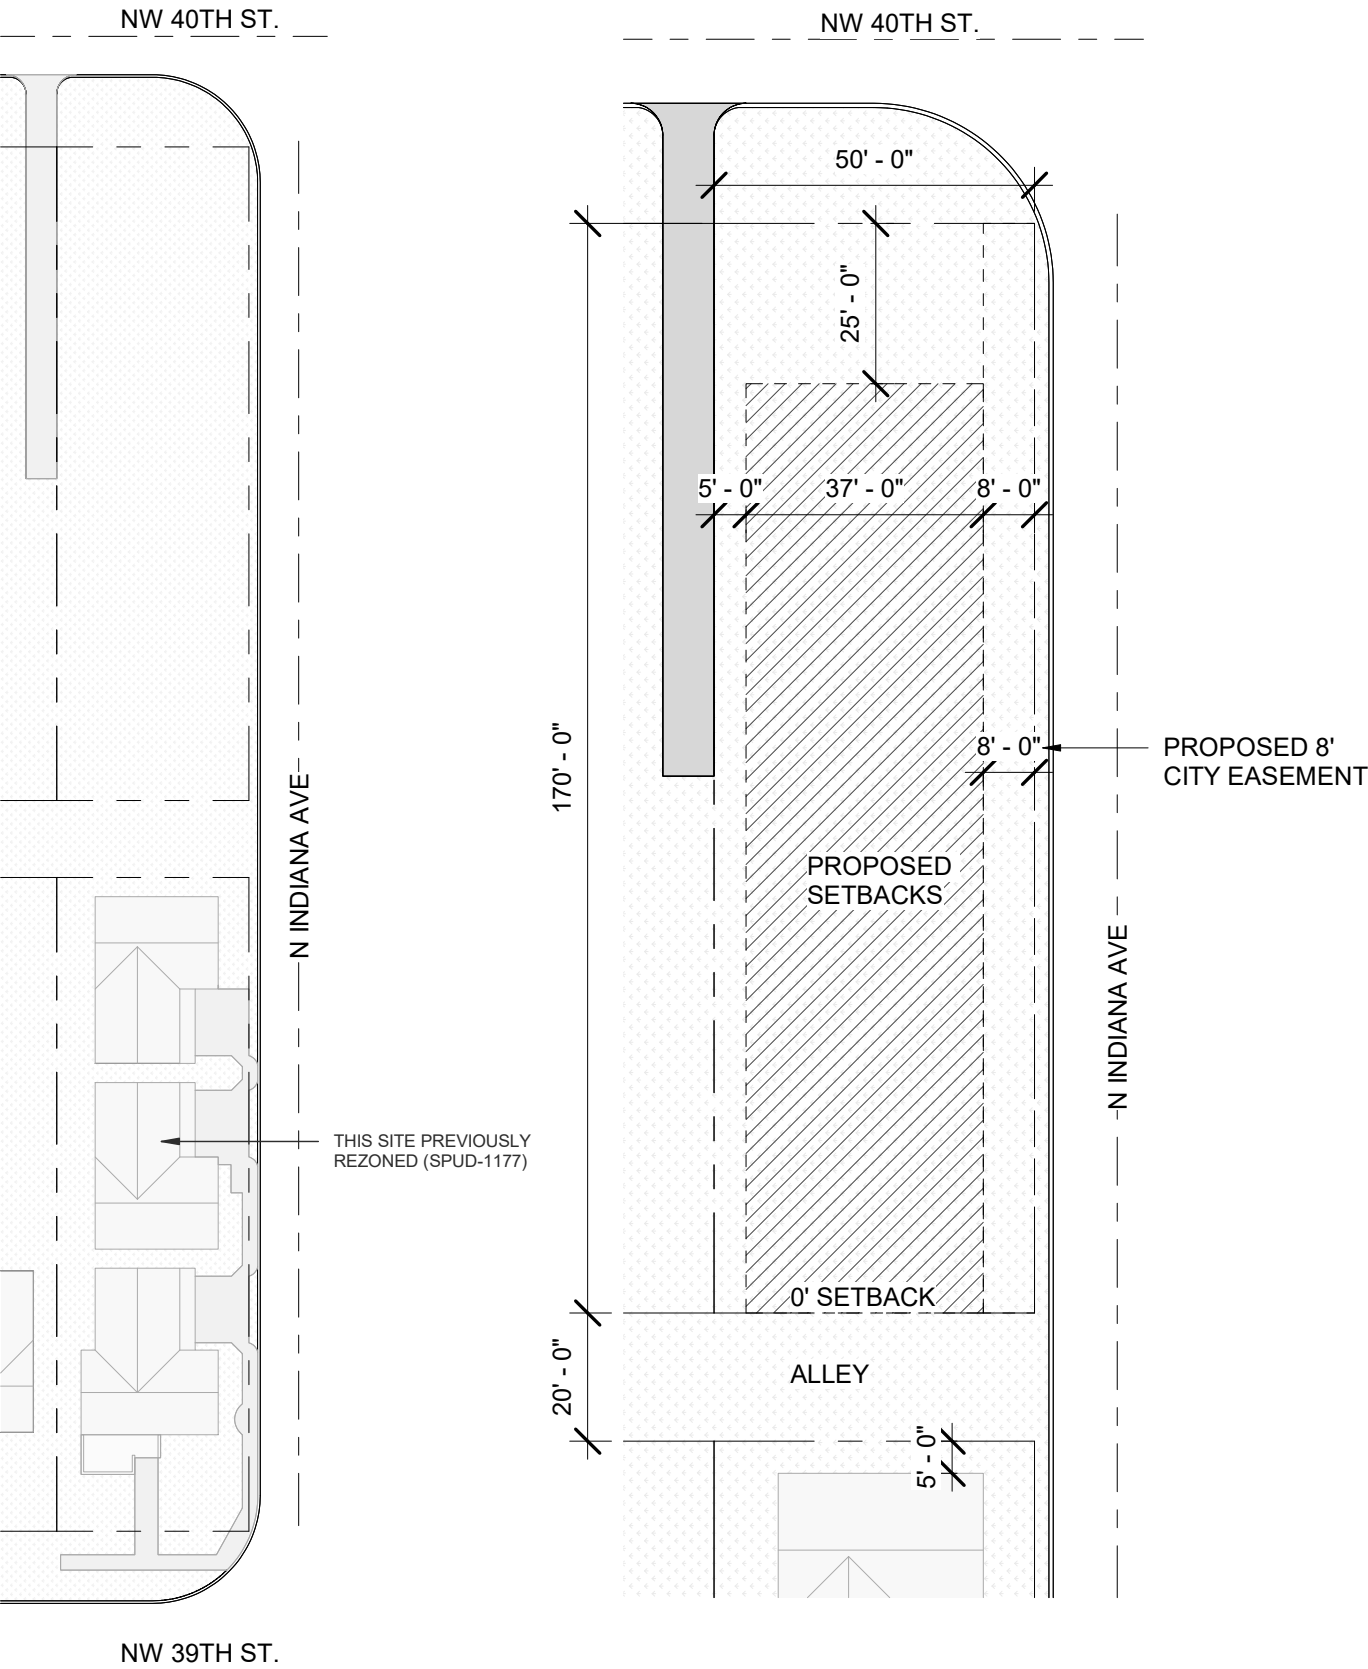 NW 40TH ST.
N INDIANA AVE
THIS SITE PREVIOUSLY
REZONED (SPUD-1177)
NW 39TH ST.
NW 40TH ST.
50' - 0"
25' - 0"
5' - 0"
37' - 0"
8' - 0"
170' - 0"
8' - 0"
PROPOSED 8'
CITY EASEMENT
PROPOSED
SETBACKS
N INDIANA AVE
0' SETBACK
20' - 0"
ALLEY
5' - 0"